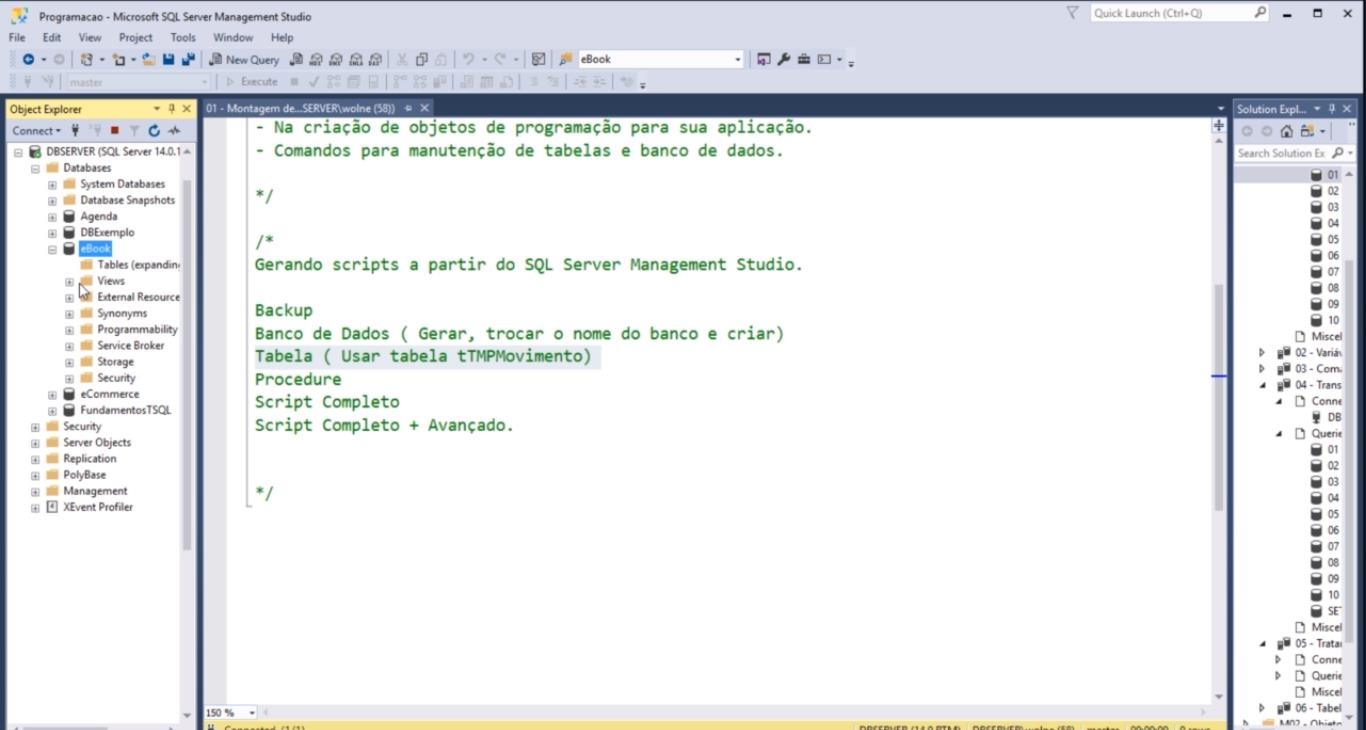 Programacao - Microsoft SQL Server Management Studio
Quick Launch (Ctrl+Q)
File Edit View Project Tools Window Help
New Query
eBook
master
Execute
Object Explorer
01 - Montagem de...SERVER\wolne (58))
Solution Expl...
Connect
Search Solution Ex
DBSERVER (SQL Server 14.0.1
Databases
System Databases
Database Snapshots
Agenda
DBExemplo
eBook
Tables (expandin
Views
External Resource
Synonyms
Programmability
Service Broker
Storage
Security
eCommerce
FundamentosTSQL
Security
Server Objects
Replication
PolyBase
Management
XEvent Profiler
- Na criação de objetos de programação para sua aplicação.
- Comandos para manutenção de tabelas e banco de dados.
*/
/*
Gerando scripts a partir do SQL Server Management Studio.
Backup
Banco de Dados ( Gerar, trocar o nome do banco e criar)
Tabela ( Usar tabela tTMPMovimento)
Procedure
Script Completo
Script Completo + Avançado.
*/
150 %
Connected. (1/1)
DBSERVER (14.0 RTM)
DBSERVER\wolne (58)
master
00:00:00
0 rows
01
02
03
04
05
06
07
08
09
10
Miscel
02 - Variáv
03 - Com
04 - Trans
Conne
DB
Querie
01
02
03
04
05
06
07
08
09
10
SE
Miscel
05 - Trata
Conne
Querie
Miscel
06 - Tabel
M02 - Objeto